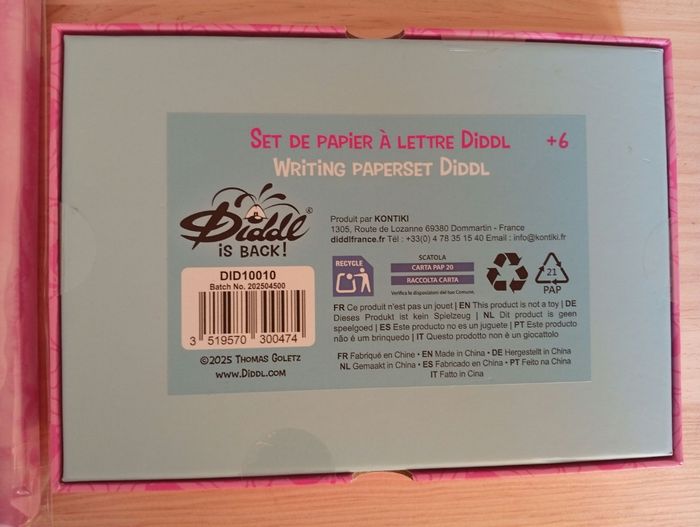 SET DE PAPIER À LETTRE DIDDL +6
WRITING PAPERSET DIDDL
Diddl ®
IS BACK!
Produit par KONTIKI
1305, Route de Lozanne 69380 Dommartin - France
diddlfrance.fr Tél : +33(0) 4 78 35 15 40 Email : info@kontiki.fr
DID10010
Batch No. 202504500
3 519570 300474
©2025 THOMAS GOLETZ
WWW.DIDDL.COM
RECYCLE
SCATOLA
CARTA PAP 20
RACCOLTA CARTA
Verifica le disposizioni del tuo Comune.
21
PAP
FR Ce produit n'est pas un jouet | EN This product is not a toy | DE
Dieses Produkt ist kein Spielzeug | NL Dit product is geen
speelgoed | ES Este producto no es un juguete | PT Este produto
não é um brinquedo | IT Questo prodotto non è un giocattolo
FR Fabriqué en Chine • EN Made in China • DE Hergestellt in China
NL Gemaakt in China • ES Fabricado en China • PT Feito na China
IT Fatto in Cina